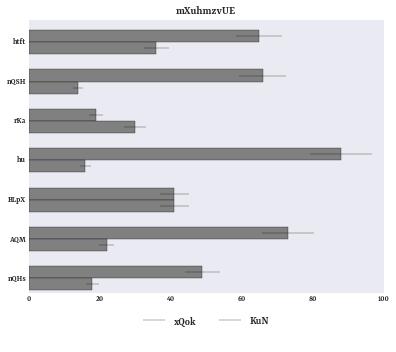 mXuhmzvUE
htft
nQSH
rKa
hu
BLpX
AQM
nQHs
0 20 40 60 80 100
xQok KuN